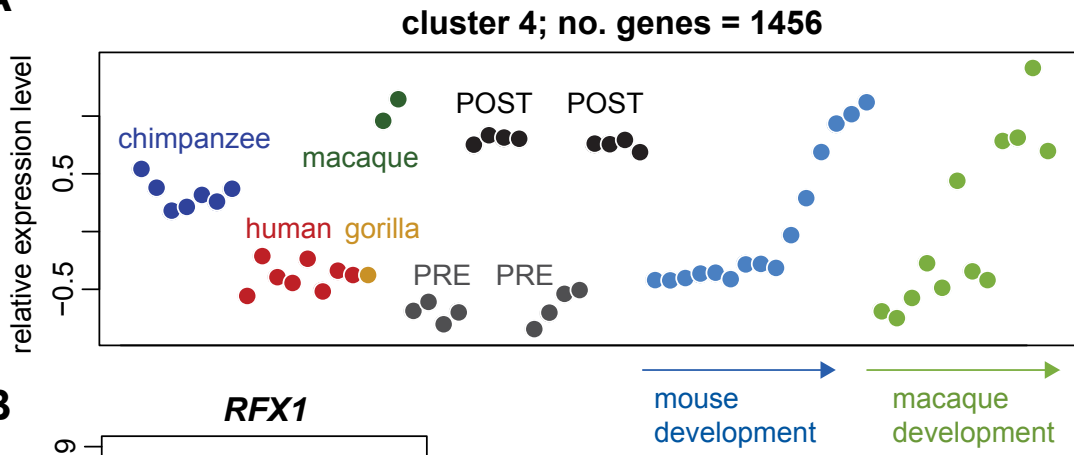 A
cluster 4; no. genes = 1456
relative expression level
0.5
−0.5
chimpanzee
macaque
POST POST
human gorilla
PRE PRE
mouse development
macaque development
B
RFX1
9